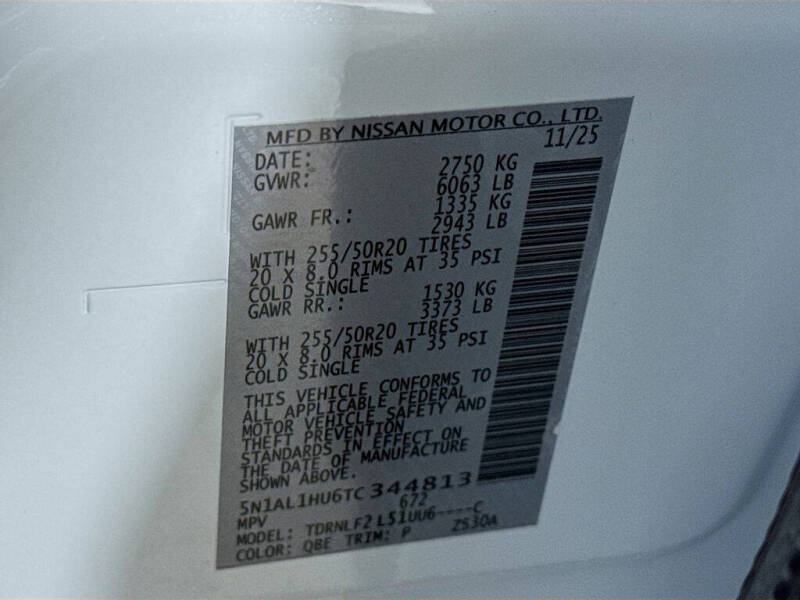 MFD BY NISSAN MOTOR CO., LTD.
DATE: 11/25
GVWR: 2750 KG
6063 LB
GAWR FR.: 1335 KG
2943 LB
WITH 255/50R20 TIRES
20 X 8.0 RIMS AT 35 PSI
COLD SINGLE
GAWR RR.: 1530 KG
3373 LB
WITH 255/50R20 TIRES
20 X 8.0 RIMS AT 35 PSI
COLD SINGLE
THIS VEHICLE CONFORMS TO
ALL APPLICABLE FEDERAL
MOTOR VEHICLE SAFETY AND
THEFT PREVENTION
STANDARDS IN EFFECT ON
THE DATE OF MANUFACTURE
SHOWN ABOVE.
5N1AL1HU6TC344813
MPV 672
MODEL: TDRNLF2 L51UU6----C
COLOR: QBE TRIM: P ZS30A